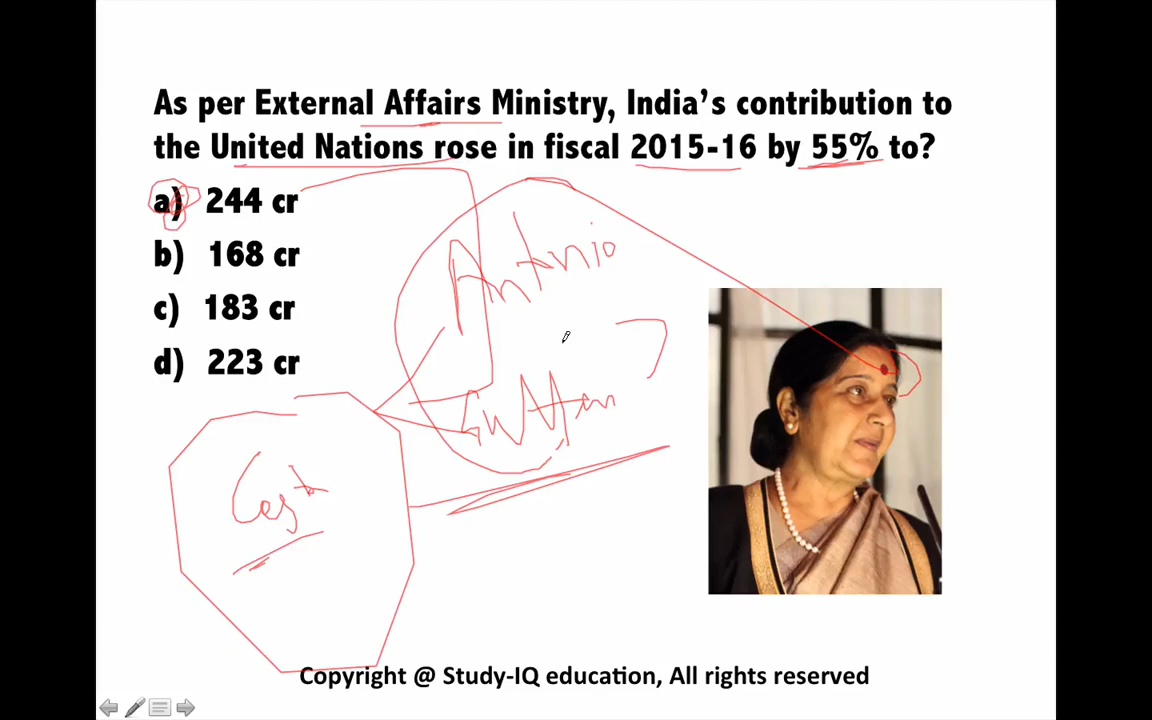 As per External Affairs Ministry, India's contribution to
the United Nations rose in fiscal 2015-16 by 55% to?
a) 244 cr
b) 168 cr
c) 183 cr
d) 223 cr
Antonio
Copyright @ Study-IQ education, All rights reserved